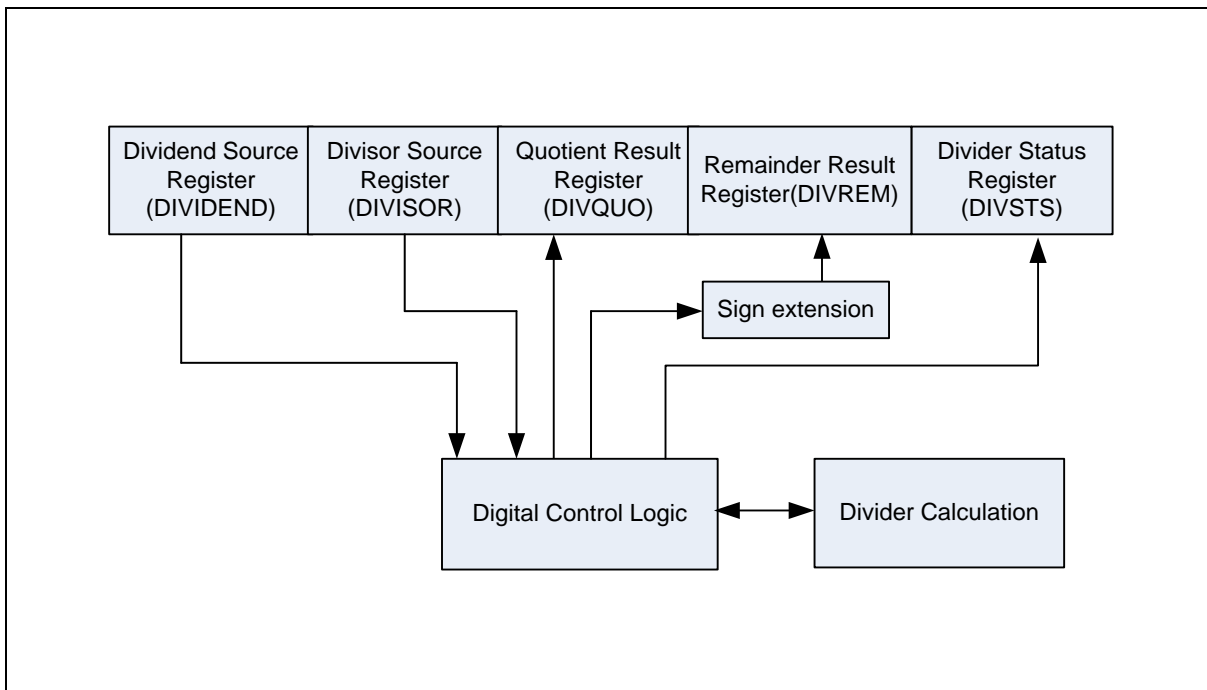 Dividend Source
Register
(DIVIDEND)
Divisor Source
Register
(DIVISOR)
Quotient Result
Register
(DIVQUO)
Remainder Result
Register(DIVREM)
Divider Status
Register
(DIVSTS)
Sign extension
Digital Control Logic
Divider Calculation